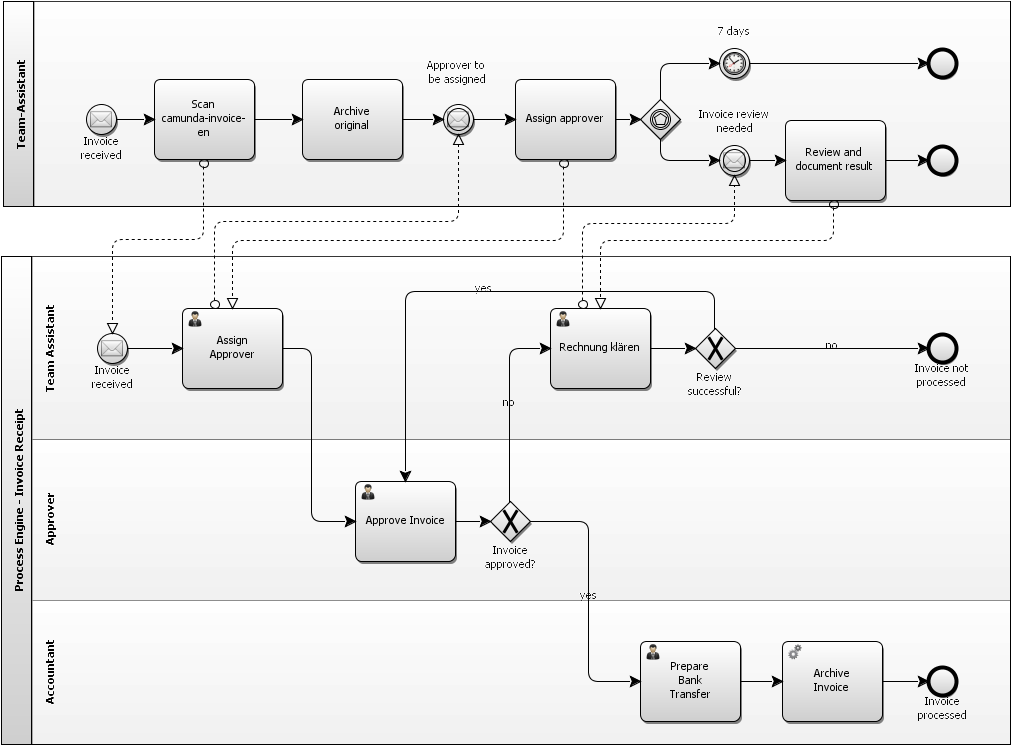 Team-Assistant
7 days
Approver to
be assigned
Scan
camunda-invoice-
en
Archive
original
Assign approver
Invoice review
needed
Review and
document result
Invoice
received
Process Engine - Invoice Receipt
Team Assistant
yes
Assign
Approver
Rechnung klären
no
Invoice
received
Review
successful?
Invoice not
processed
no
Approver
Approve Invoice
Invoice
approved?
yes
Accountant
Prepare
Bank
Transfer
Archive
Invoice
Invoice
processed